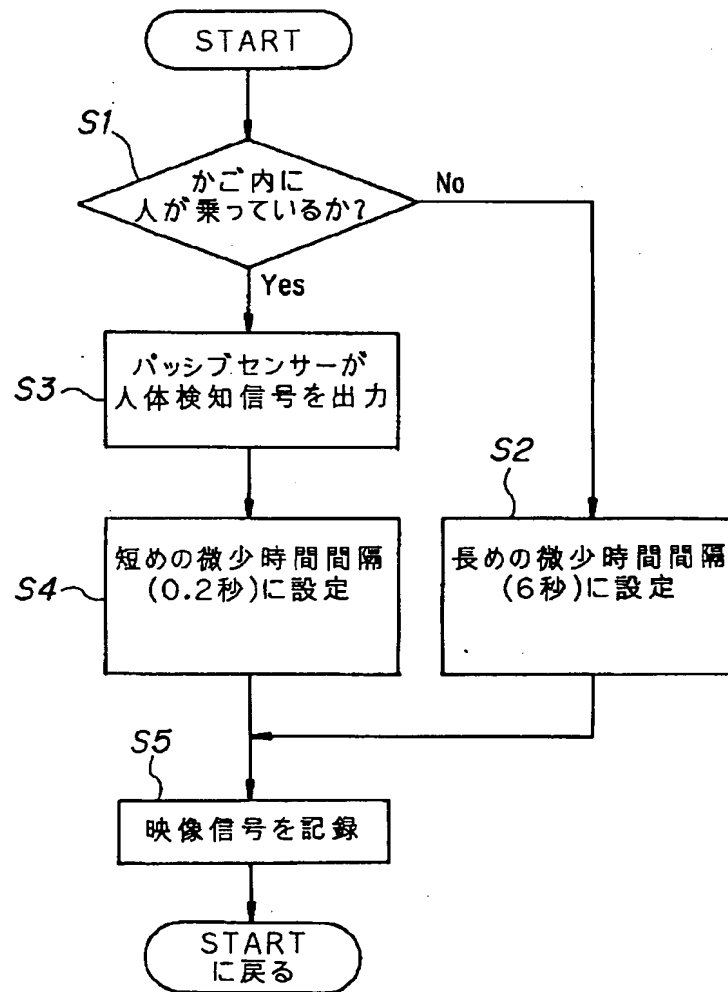 START
S1
かご内に
人が乗っているか?
No
Yes
パッシブセンサーが
人体検知信号を出力
S3
S2
短めの微少時間間隔
(0.2秒)に設定
S4
長めの微少時間間隔
(6秒)に設定
S5
映像信号を記録
START
に戻る